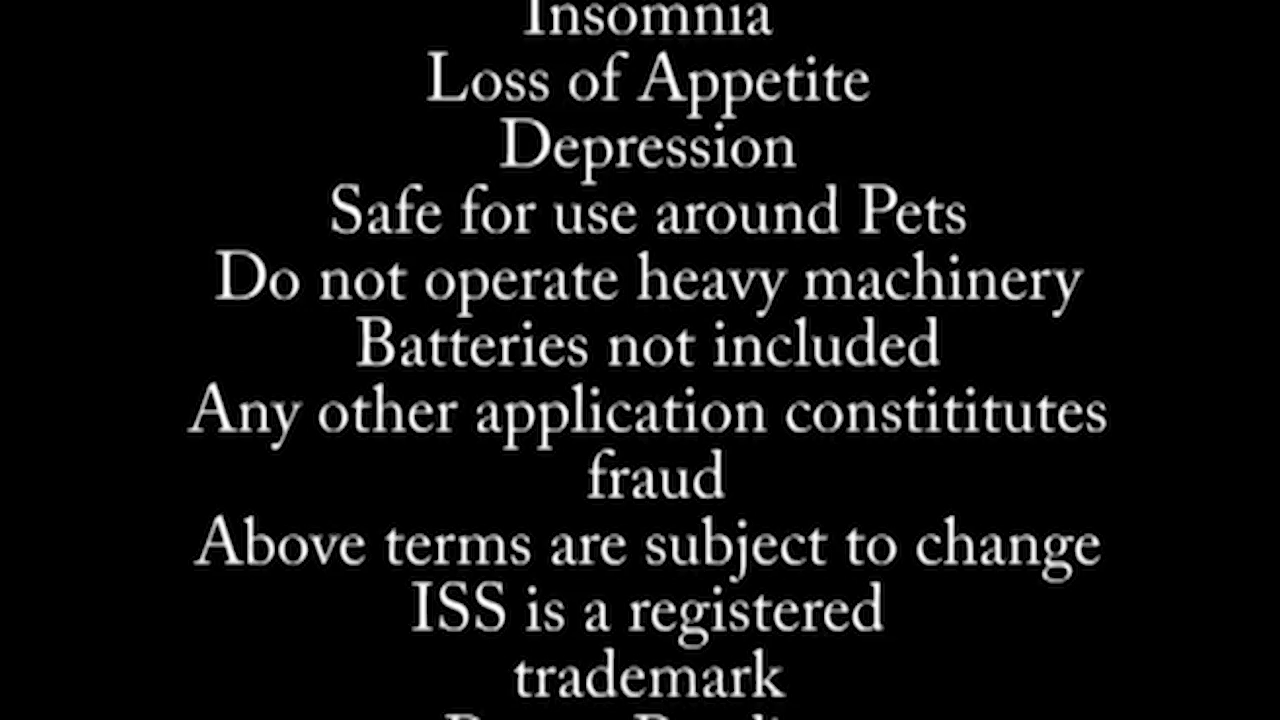 Insomnia
Loss of Appetite
Depression
Safe for use around Pets
Do not operate heavy machinery
Batteries not included
Any other application constititutes
fraud
Above terms are subject to change
ISS is a registered
trademark